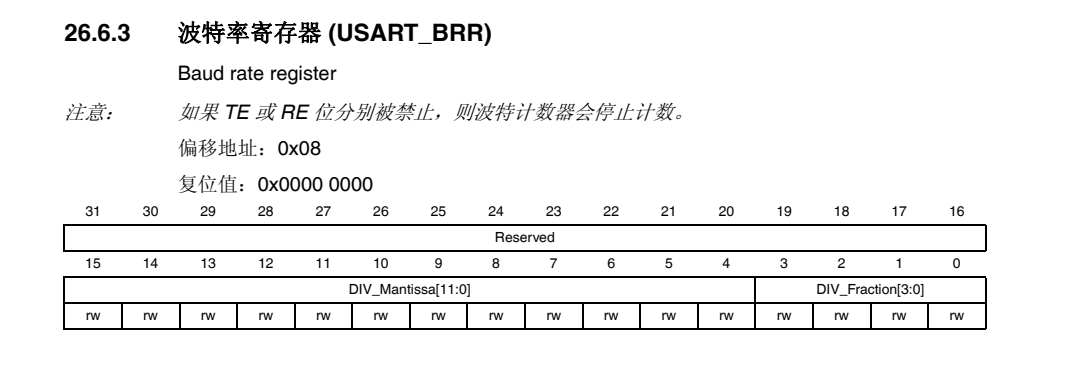 26.6.3 波特率寄存器 (USART_BRR)
Baud rate register
注意： 如果 TE 或 RE 位分别被禁止，则波特计数器会停止计数。
偏移地址：0x08
复位值：0x0000 0000
31 30 29 28 27 26 25 24 23 22 21 20 19 18 17 16
Reserved
15 14 13 12 11 10 9 8 7 6 5 4 3 2 1 0
DIV_Mantissa[11:0] DIV_Fraction[3:0]
rw rw rw rw rw rw rw rw rw rw rw rw rw rw rw rw